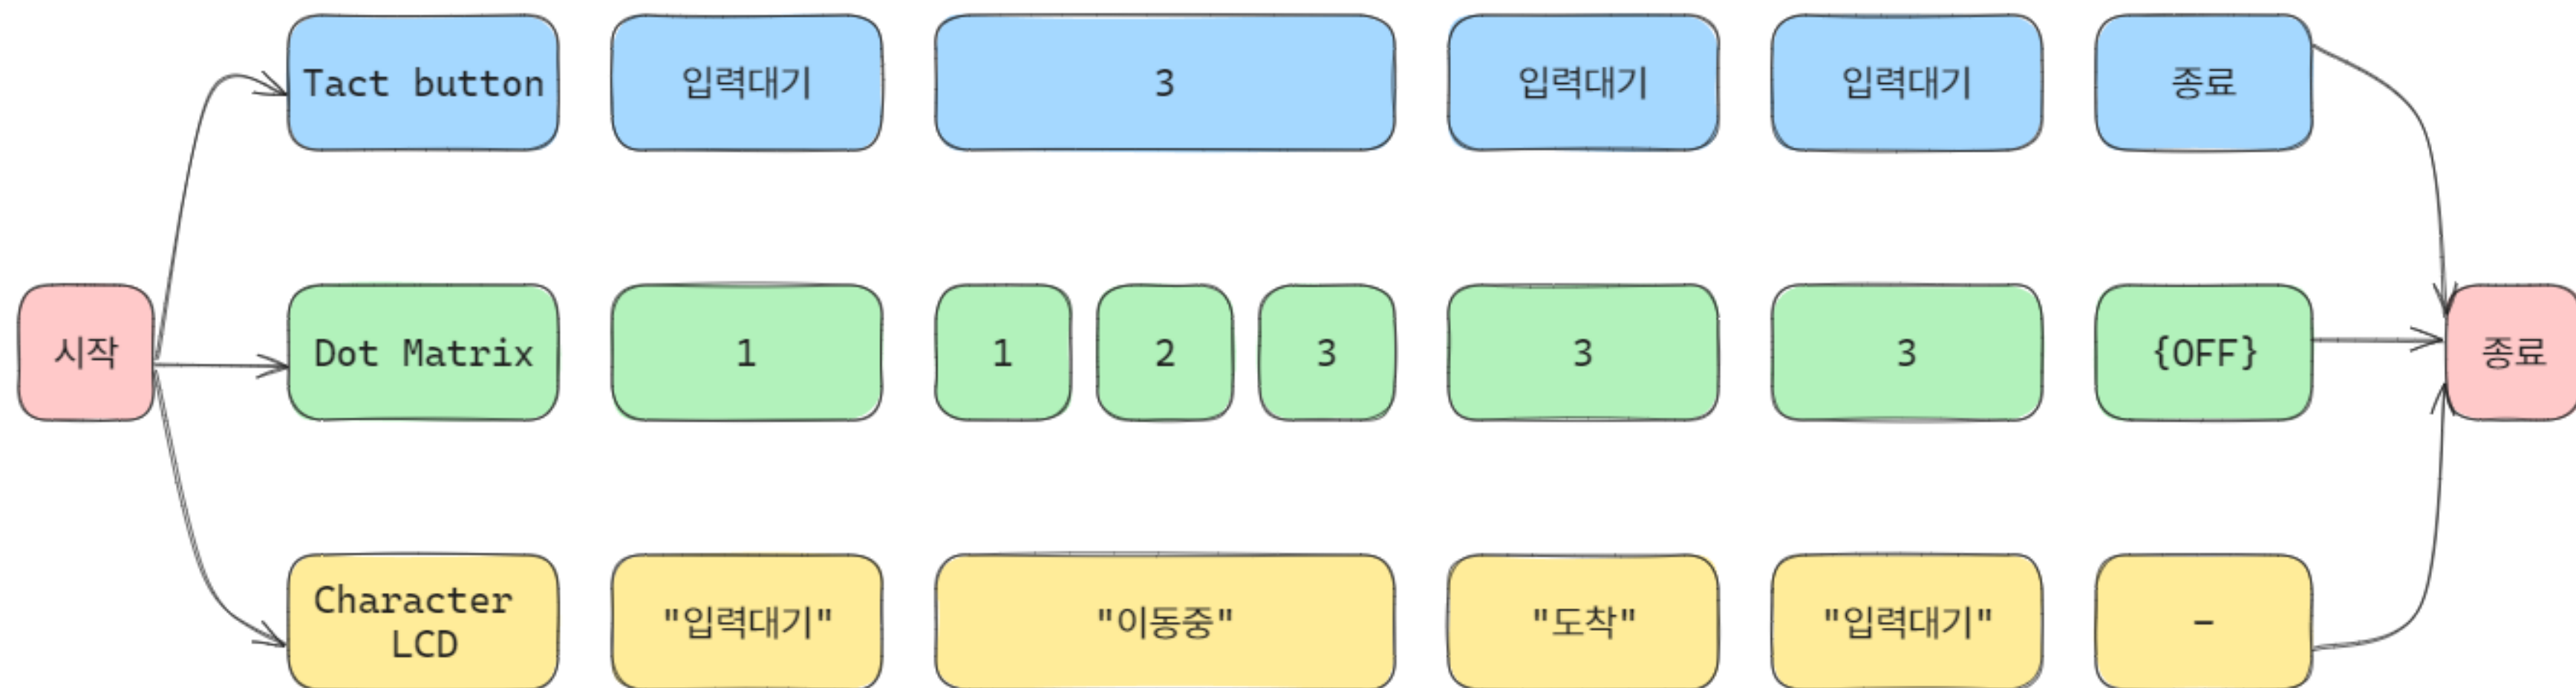 Tact button
입력대기
3
입력대기
입력대기
종료
시작
Dot Matrix
1
1
2
3
3
3
{OFF}
종료
Character
LCD
"입력대기"
"이동중"
"도착"
"입력대기"
-